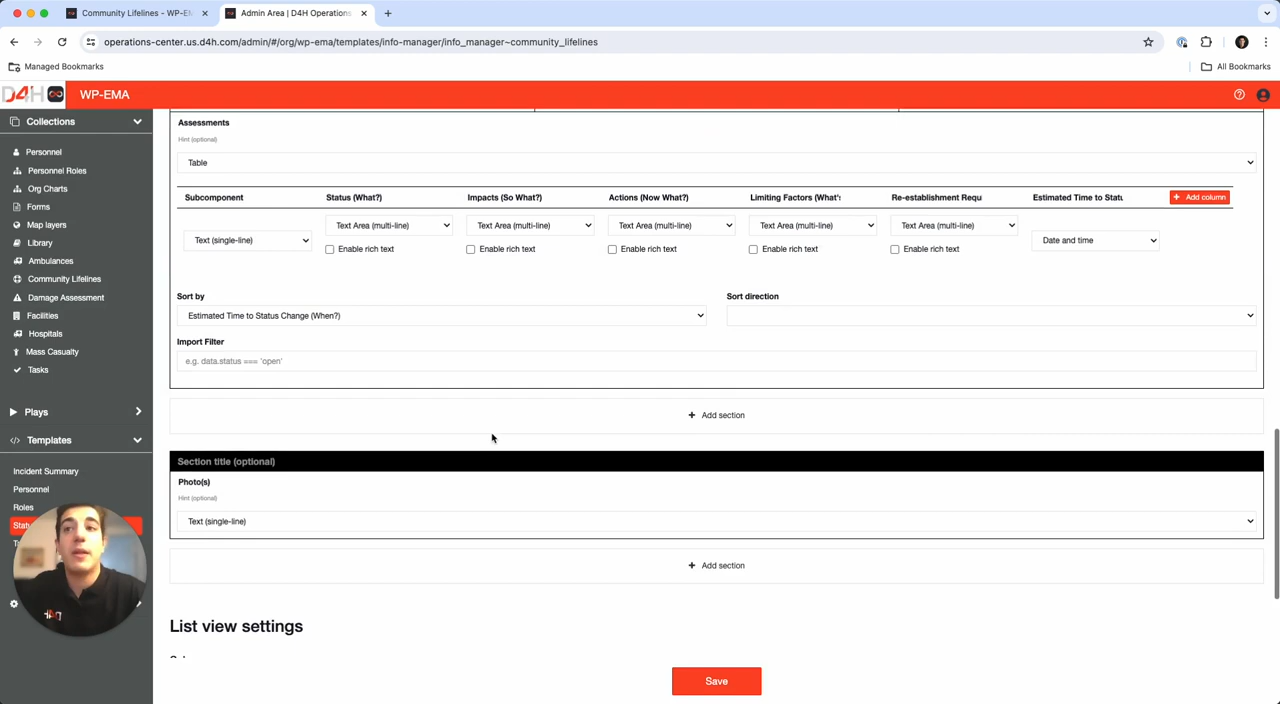 Community Lifelines - WP-EM
Admin Area | D4H Operations
operations-center.us.d4h.com/admin/#/org/wp-ema/templates/info-manager/info_manager~community_lifelines
Managed Bookmarks
All Bookmarks
D4H
WP-EMA
Collections
Personnel
Personnel Roles
Org Charts
Forms
Map layers
Library
Ambulances
Community Lifelines
Damage Assessment
Facilities
Hospitals
Mass Casualty
Tasks
Plays
Templates
Incident Summary
Personnel
Roles
Assessments
Hint (optional)
Table
Subcomponent
Status (What?)
Impacts (So What?)
Actions (Now What?)
Limiting Factors (What's
Re-establishment Requ
Estimated Time to Statu
Add column
Text (single-line)
Text Area (multi-line)
Text Area (multi-line)
Text Area (multi-line)
Text Area (multi-line)
Text Area (multi-line)
Date and time
Enable rich text
Enable rich text
Enable rich text
Enable rich text
Enable rich text
Sort by
Sort direction
Estimated Time to Status Change (When?)
Import Filter
e.g. data.status === 'open'
Add section
Section title (optional)
Photo(s)
Hint (optional)
Text (single-line)
Add section
List view settings
Save